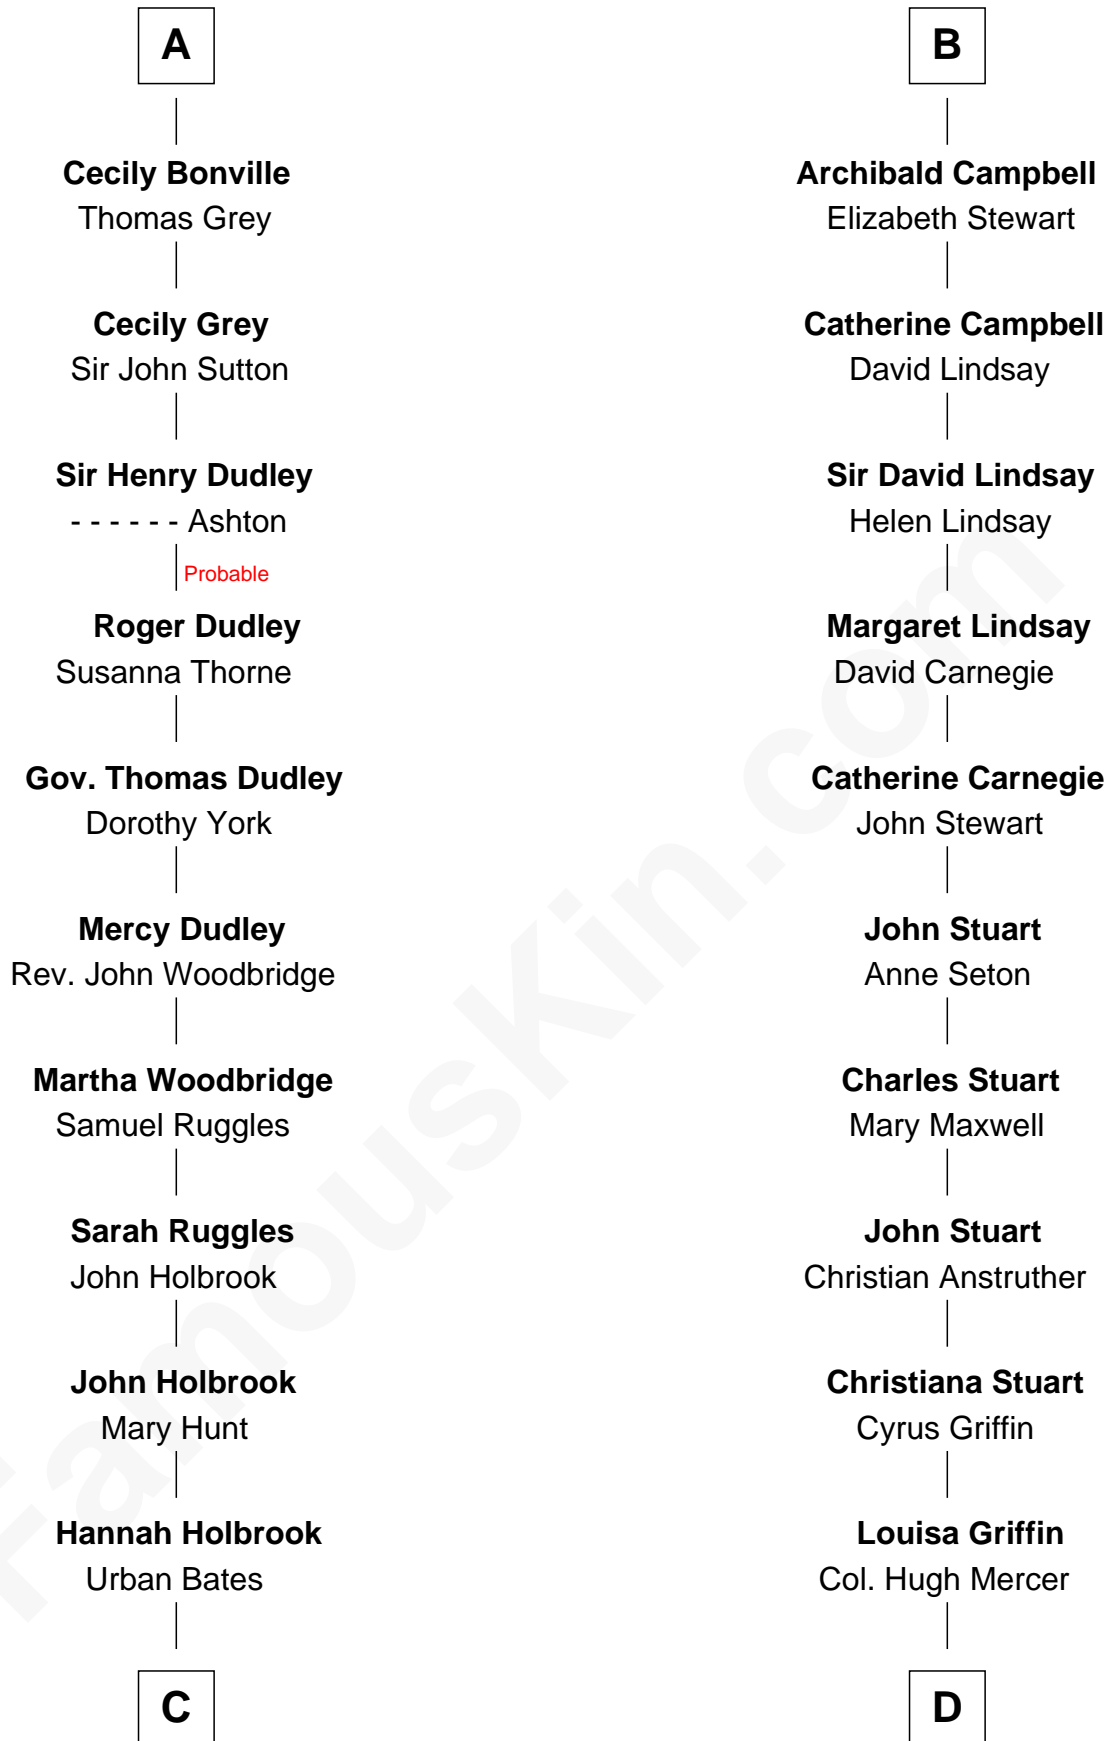 A
Cecily Bonville
Thomas Grey
Cecily Grey
Sir John Sutton
Sir Henry Dudley
- - - - - - Ashton
Probable
Roger Dudley
Susanna Thorne
Gov. Thomas Dudley
Dorothy York
Mercy Dudley
Rev. John Woodbridge
Martha Woodbridge
Samuel Ruggles
Sarah Ruggles
John Holbrook
John Holbrook
Mary Hunt
Hannah Holbrook
Urban Bates
C
B
Archibald Campbell
Elizabeth Stewart
Catherine Campbell
David Lindsay
Sir David Lindsay
Helen Lindsay
Margaret Lindsay
David Carnegie
Catherine Carnegie
John Stewart
John Stuart
Anne Seton
Charles Stuart
Mary Maxwell
John Stuart
Christian Anstruther
Christiana Stuart
Cyrus Griffin
Louisa Griffin
Col. Hugh Mercer
D
FamousKin.com